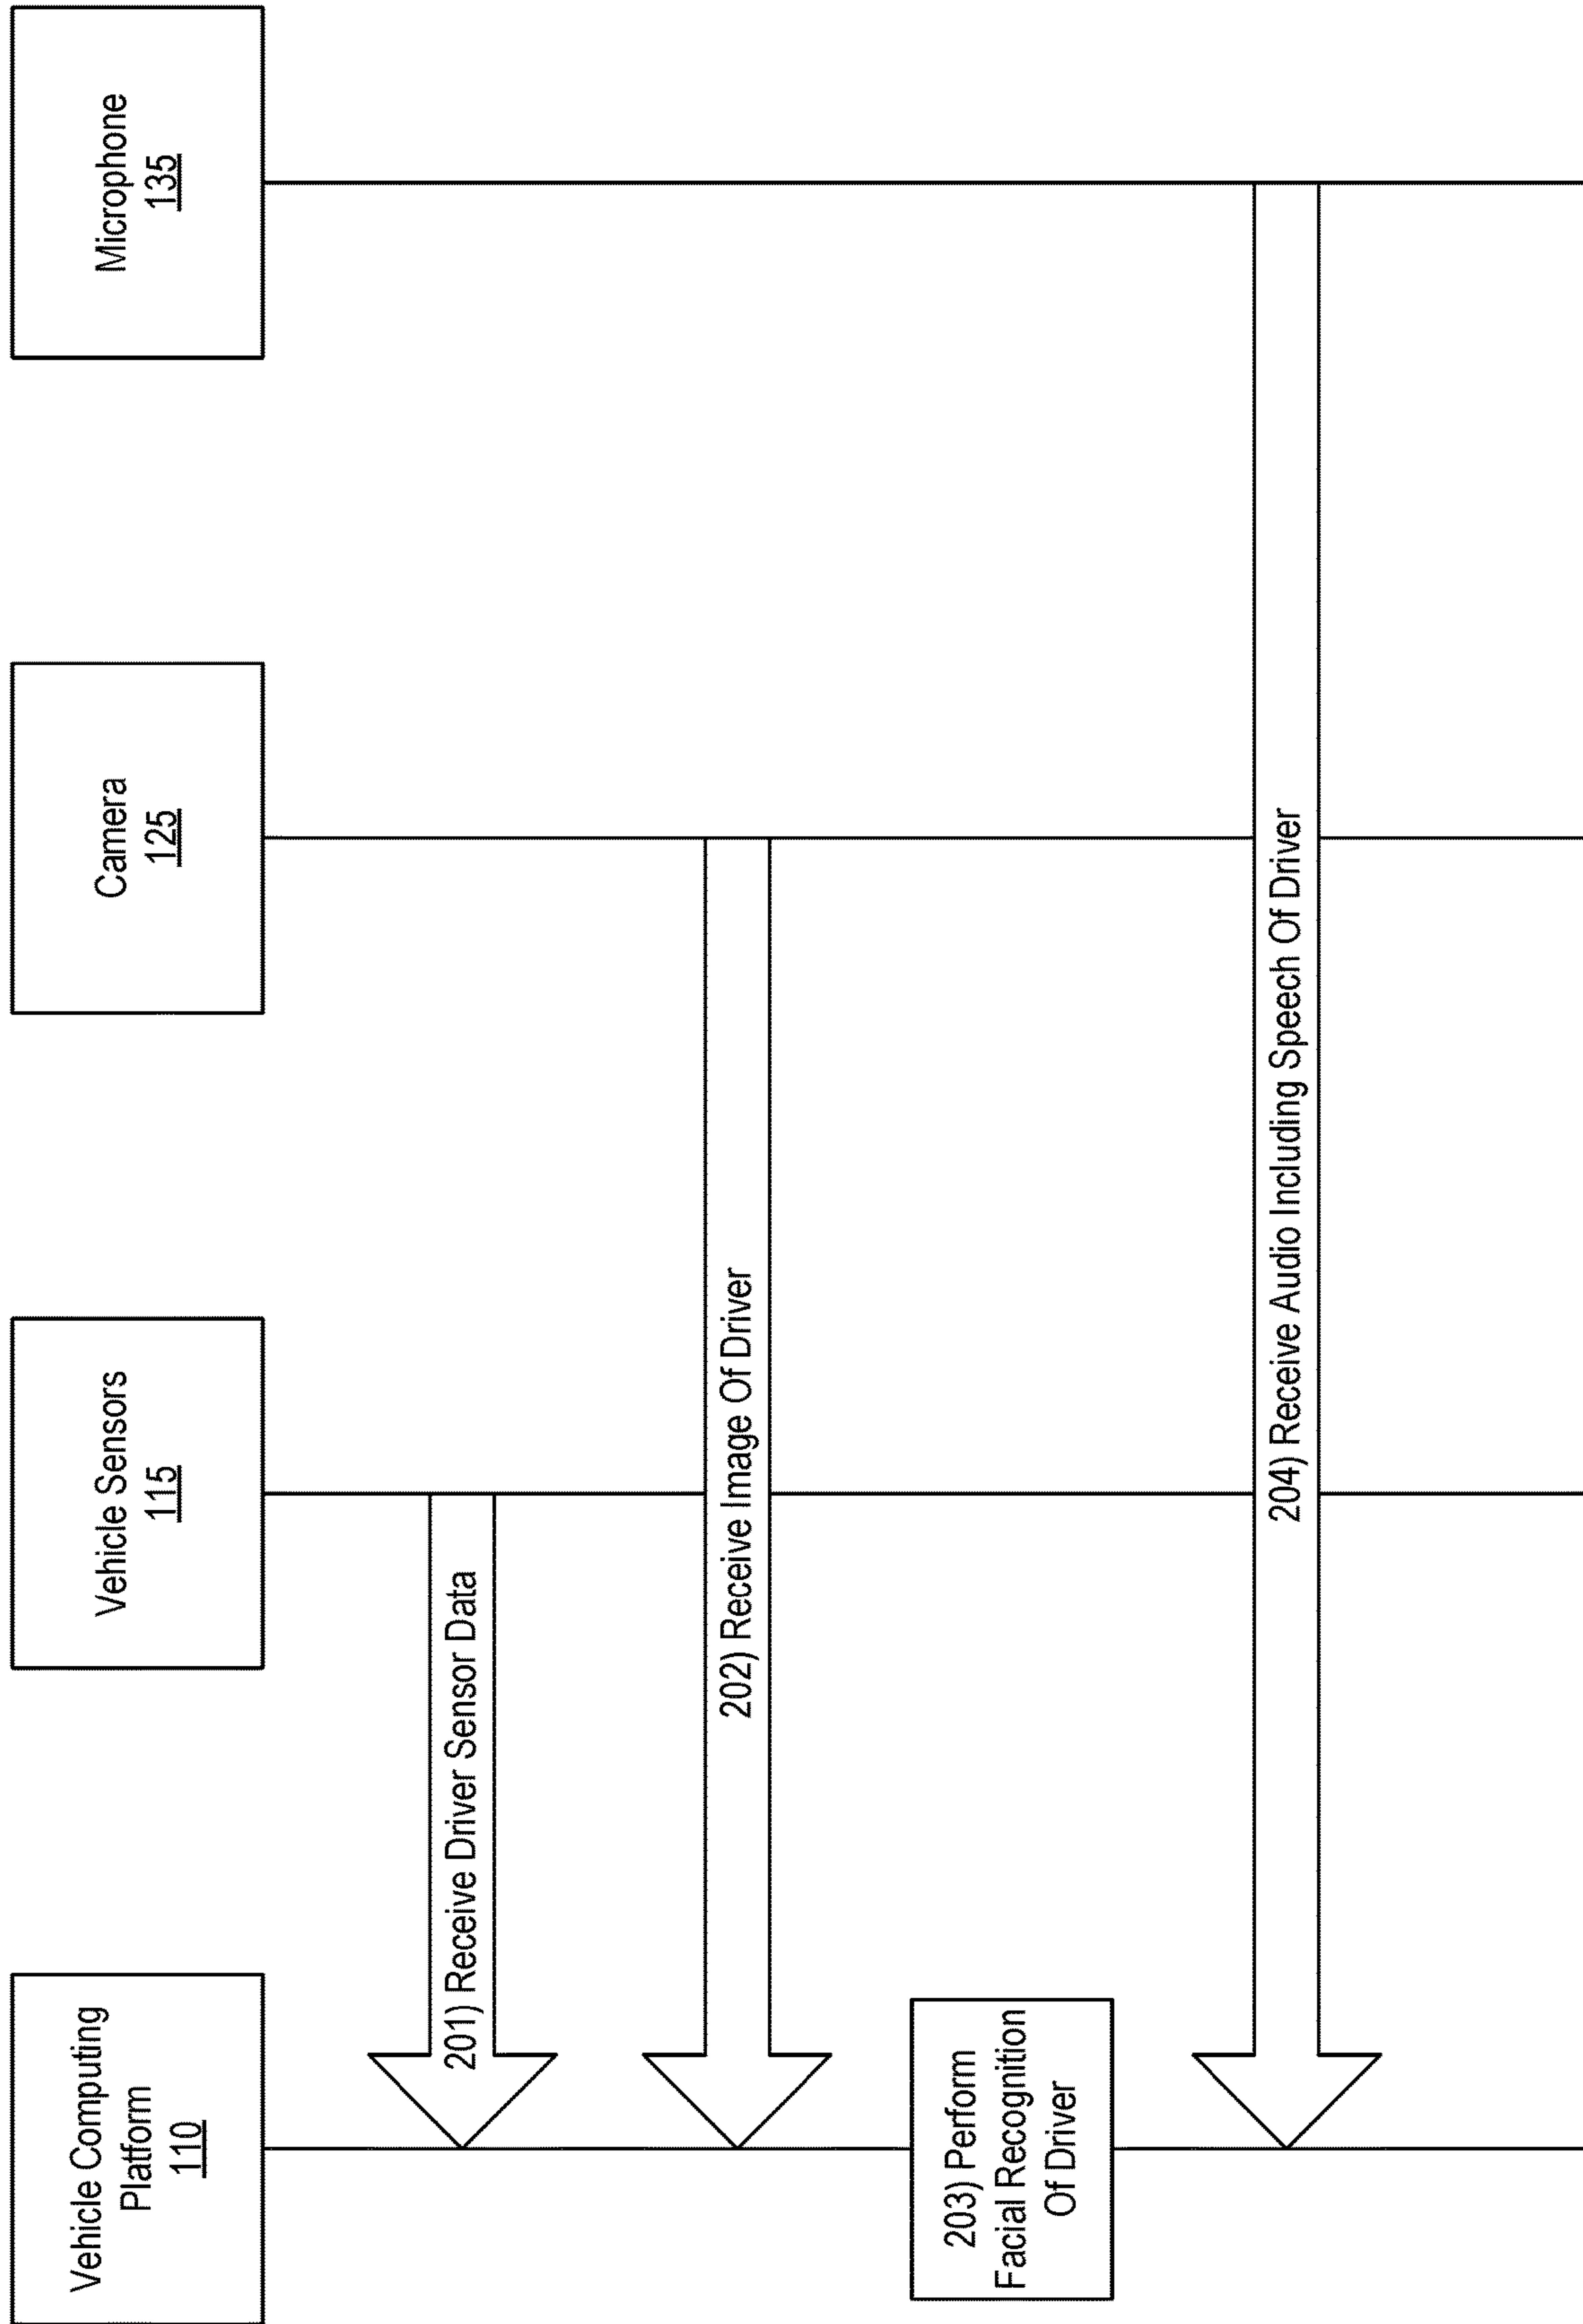 Vehicle Computing
Platform
110
Vehicle Sensors
115
Camera
125
Microphone
135
201) Receive Driver Sensor Data
202) Receive Image Of Driver
203) Perform
Facial Recognition
Of Driver
204) Receive Audio Including Speech Of Driver